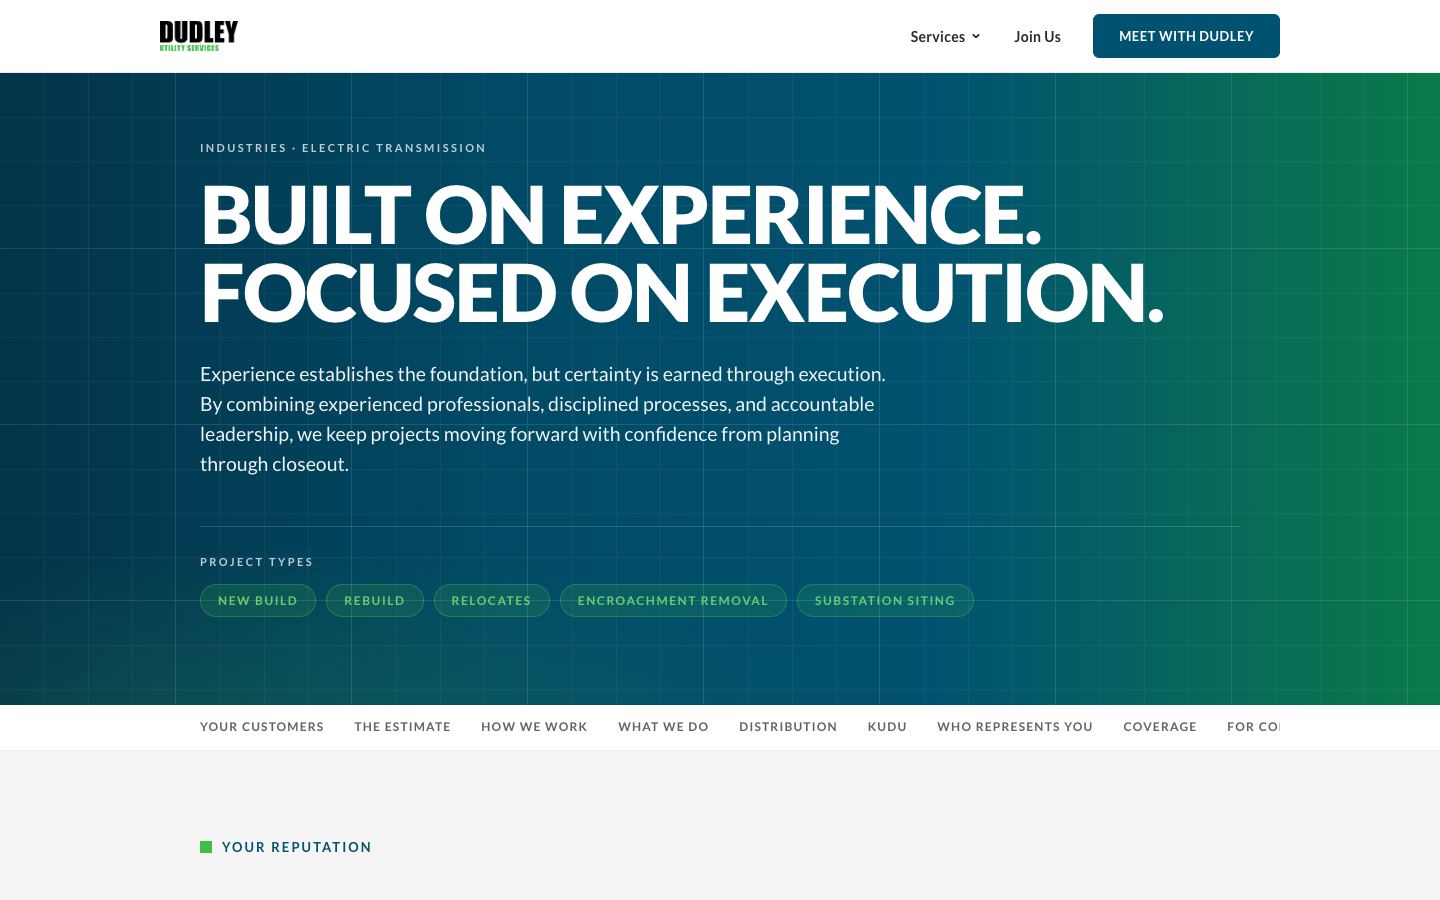 DUDLEY
UTILITY SERVICES
Services
Join Us
MEET WITH DUDLEY
INDUSTRIES · ELECTRIC TRANSMISSION
BUILT ON EXPERIENCE.
FOCUSED ON EXECUTION.
Experience establishes the foundation, but certainty is earned through execution.
By combining experienced professionals, disciplined processes, and accountable
leadership, we keep projects moving forward with confidence from planning
through closeout.
PROJECT TYPES
NEW BUILD
REBUILD
RELOCATES
ENCROACHMENT REMOVAL
SUBSTATION SITING
YOUR CUSTOMERS
THE ESTIMATE
HOW WE WORK
WHAT WE DO
DISTRIBUTION
KUDU
WHO REPRESENTS YOU
COVERAGE
FOR
YOUR REPUTATION